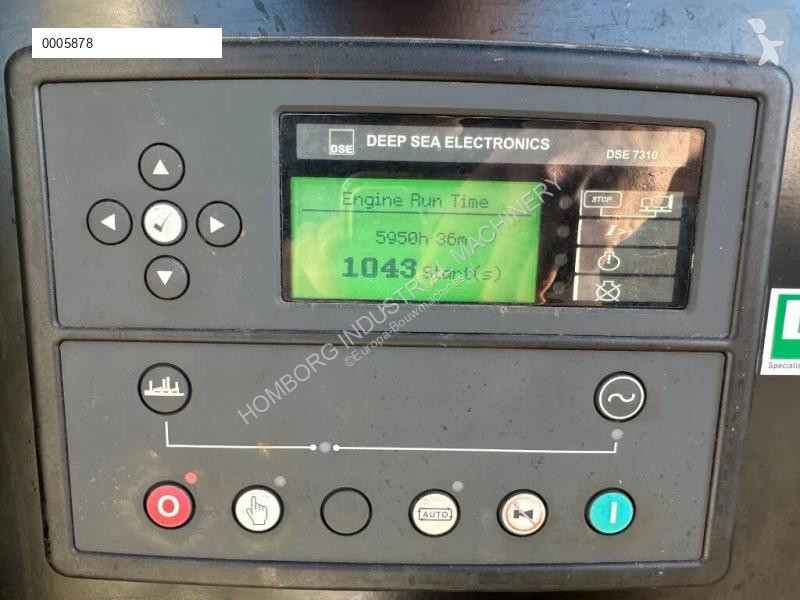 0005878
DSE
DEEP SEA ELECTRONICS
DSE 7310
Engine Run Time
5950h 36m
1043 Start(s)
STOP
AUTO
HOMBORG INDUSTRIAL MACHINERY
©Europa-Bouwmachines
Specialis